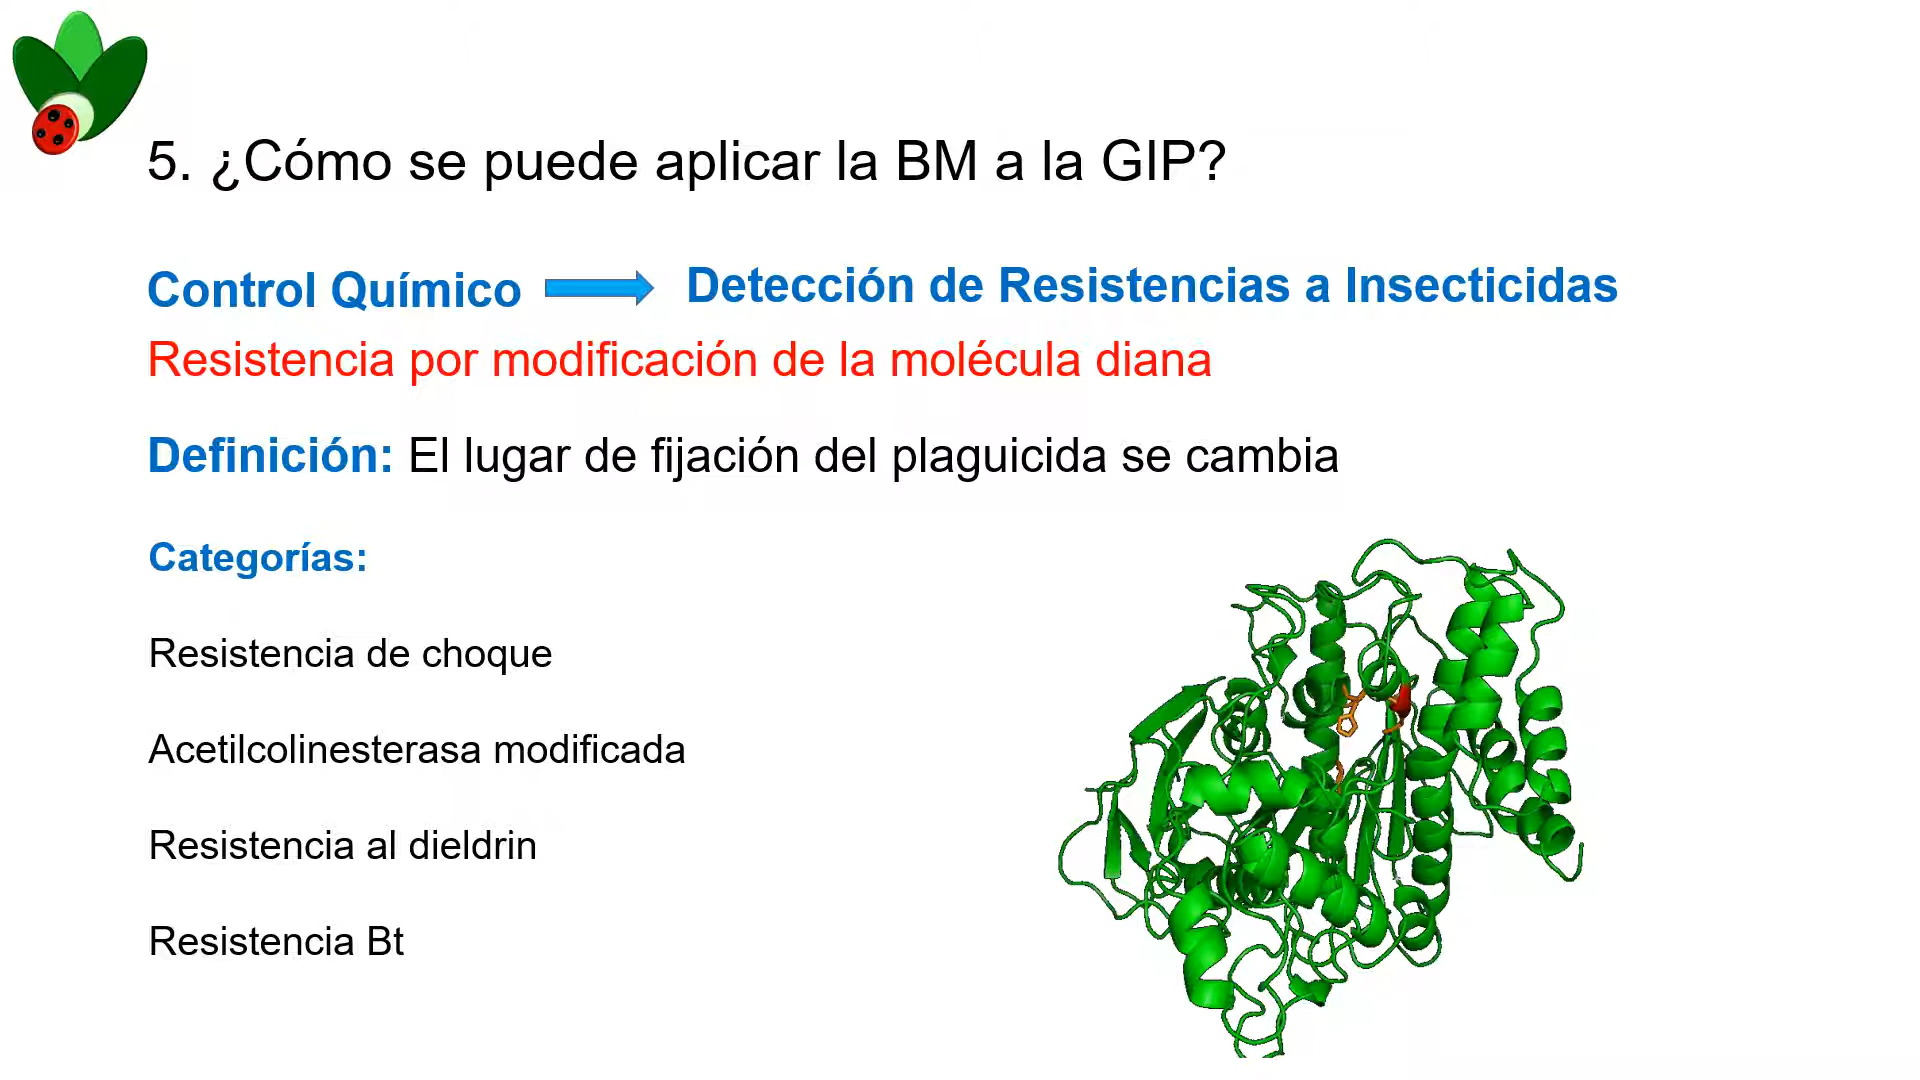 5. ¿Cómo se puede aplicar la BM a la GIP?
Control Químico
Detección de Resistencias a Insecticidas
Resistencia por modificación de la molécula diana
Definición: El lugar de fijación del plaguicida se cambia
Categorías:
Resistencia de choque
Acetilcolinesterasa modificada
Resistencia al dieldrin
Resistencia Bt